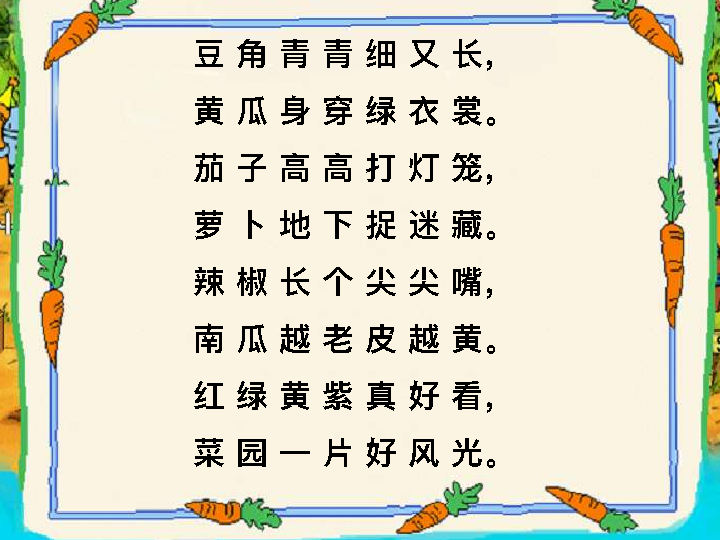 豆角青青细又长，
黄瓜身穿绿衣裳。
茄子高高打灯笼，
萝卜地下捉迷藏。
辣椒长个尖尖嘴，
南瓜越老皮越黄。
红绿黄紫真好看，
菜园一片好风光。